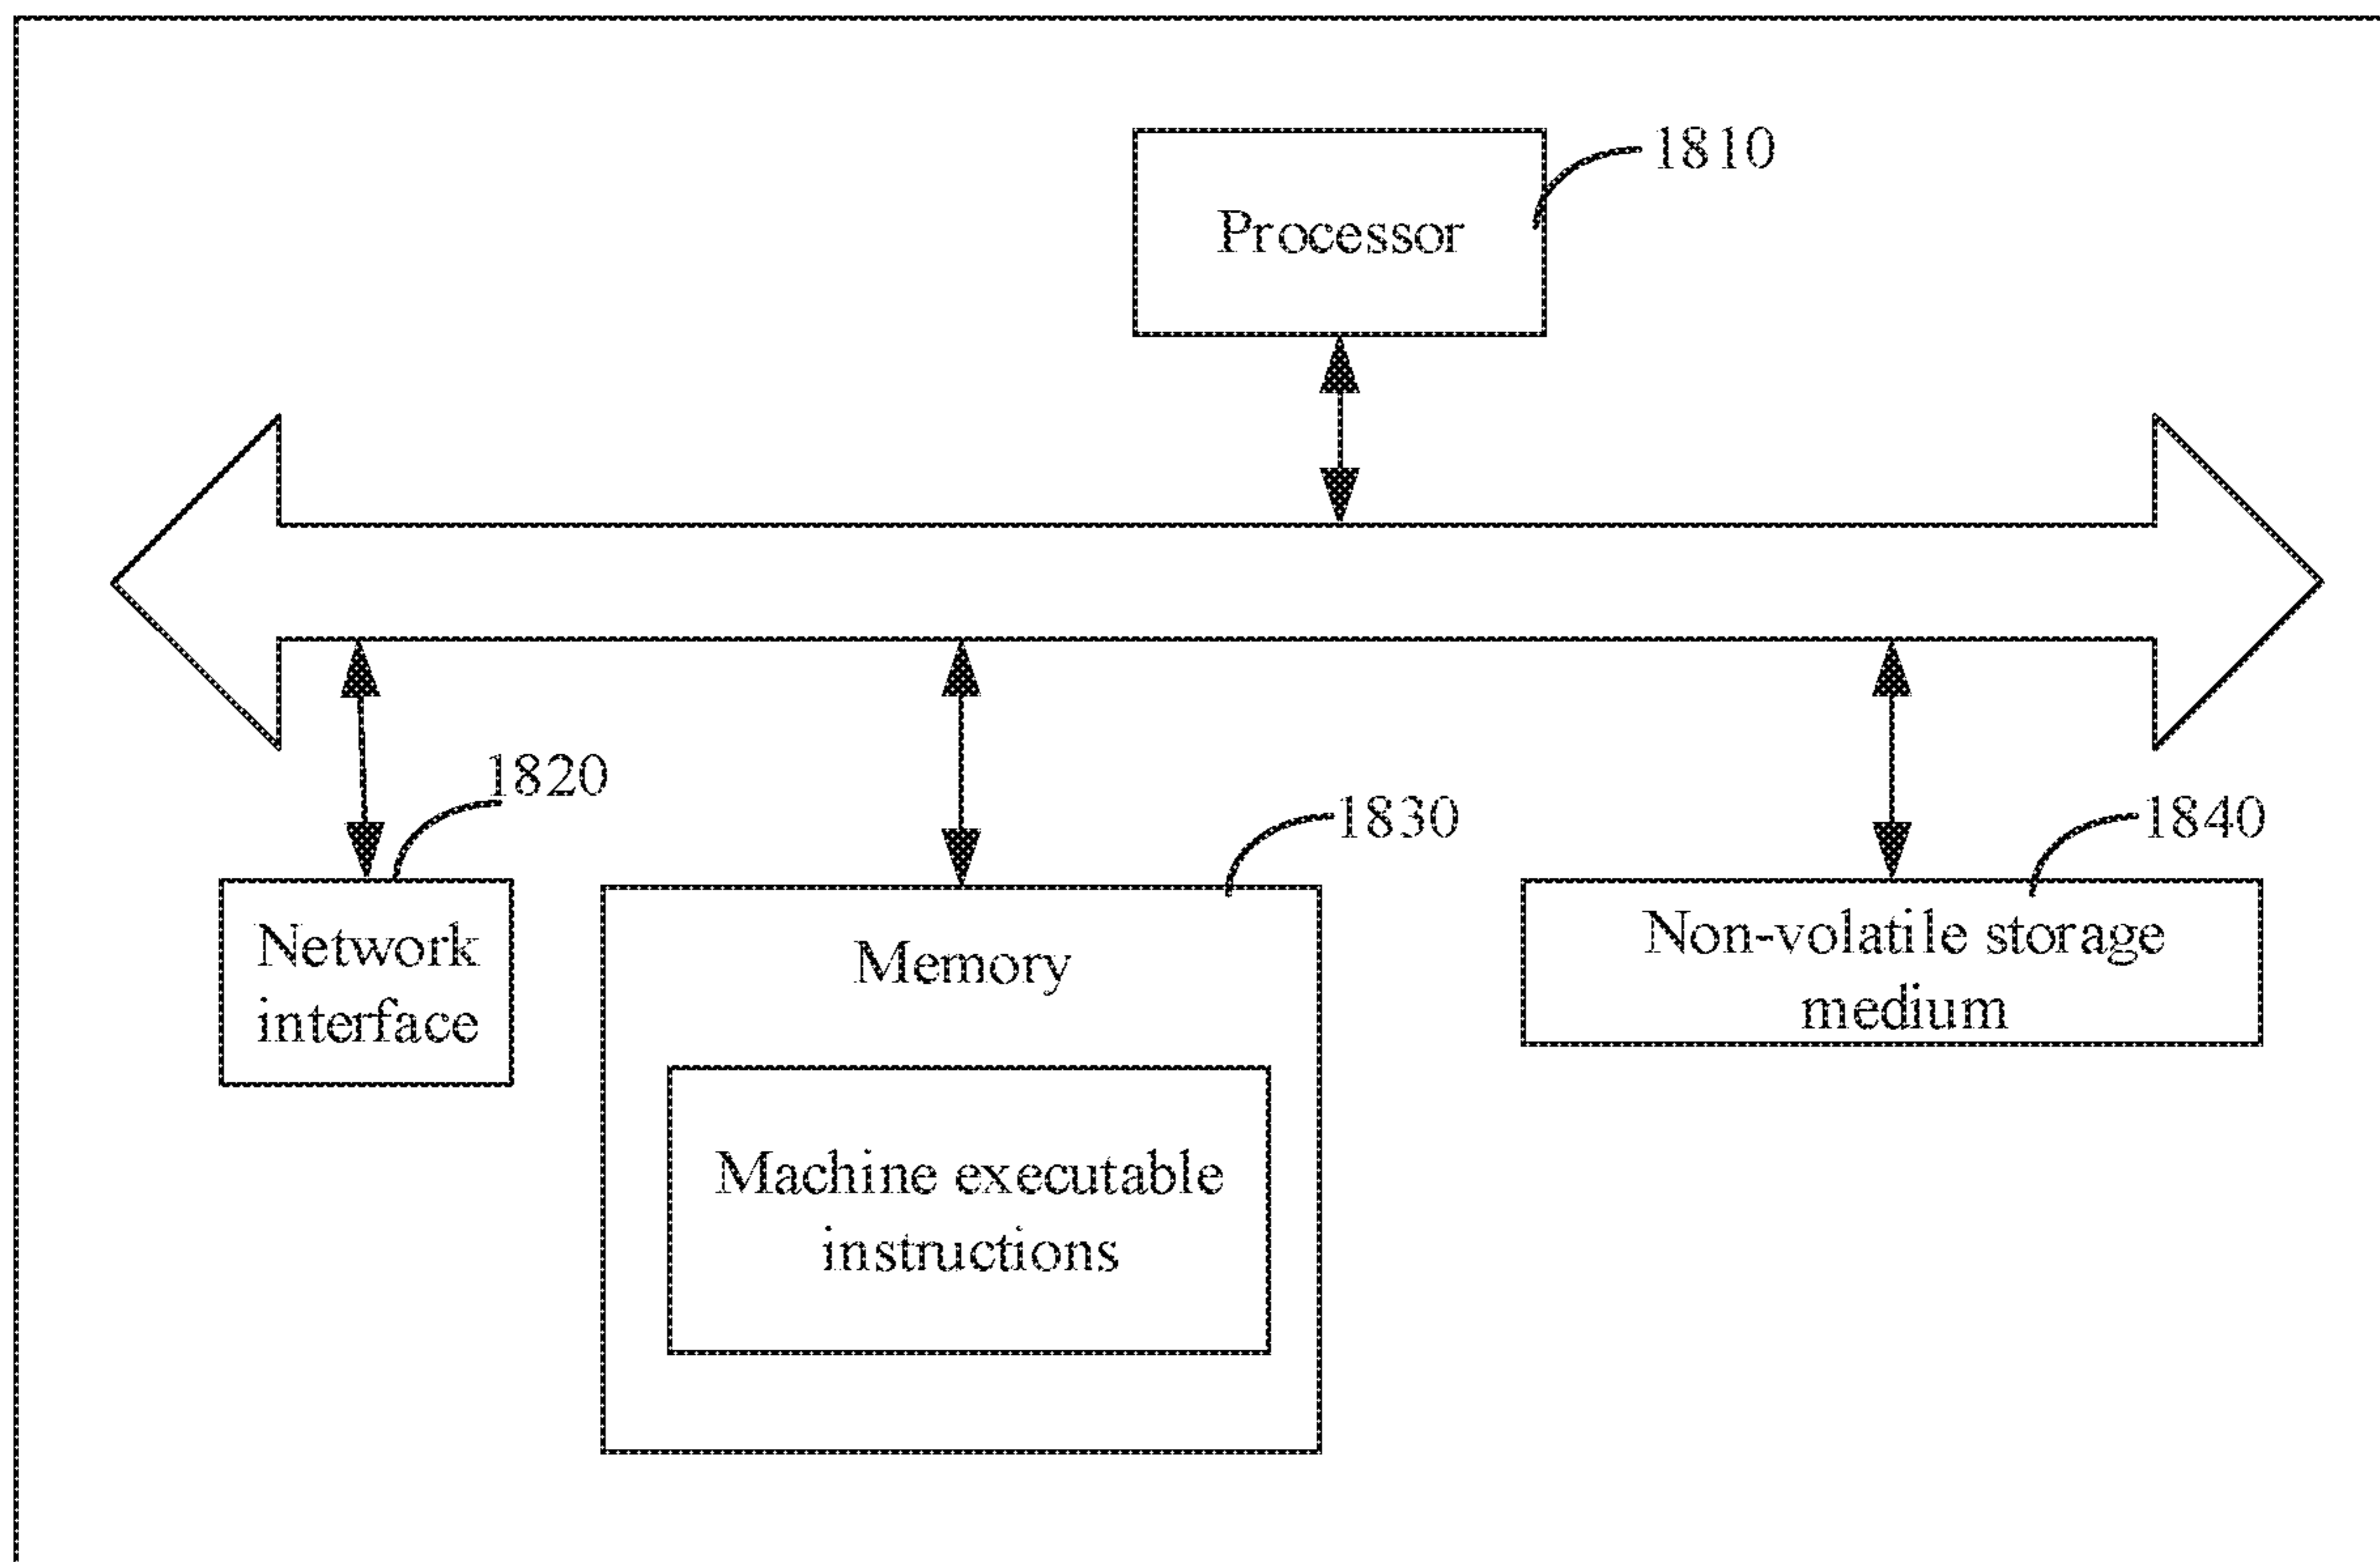 1810
Processor
1820
1830
1840
Network
interface
Memory
Non-volatile storage
medium
Machine executable
instructions